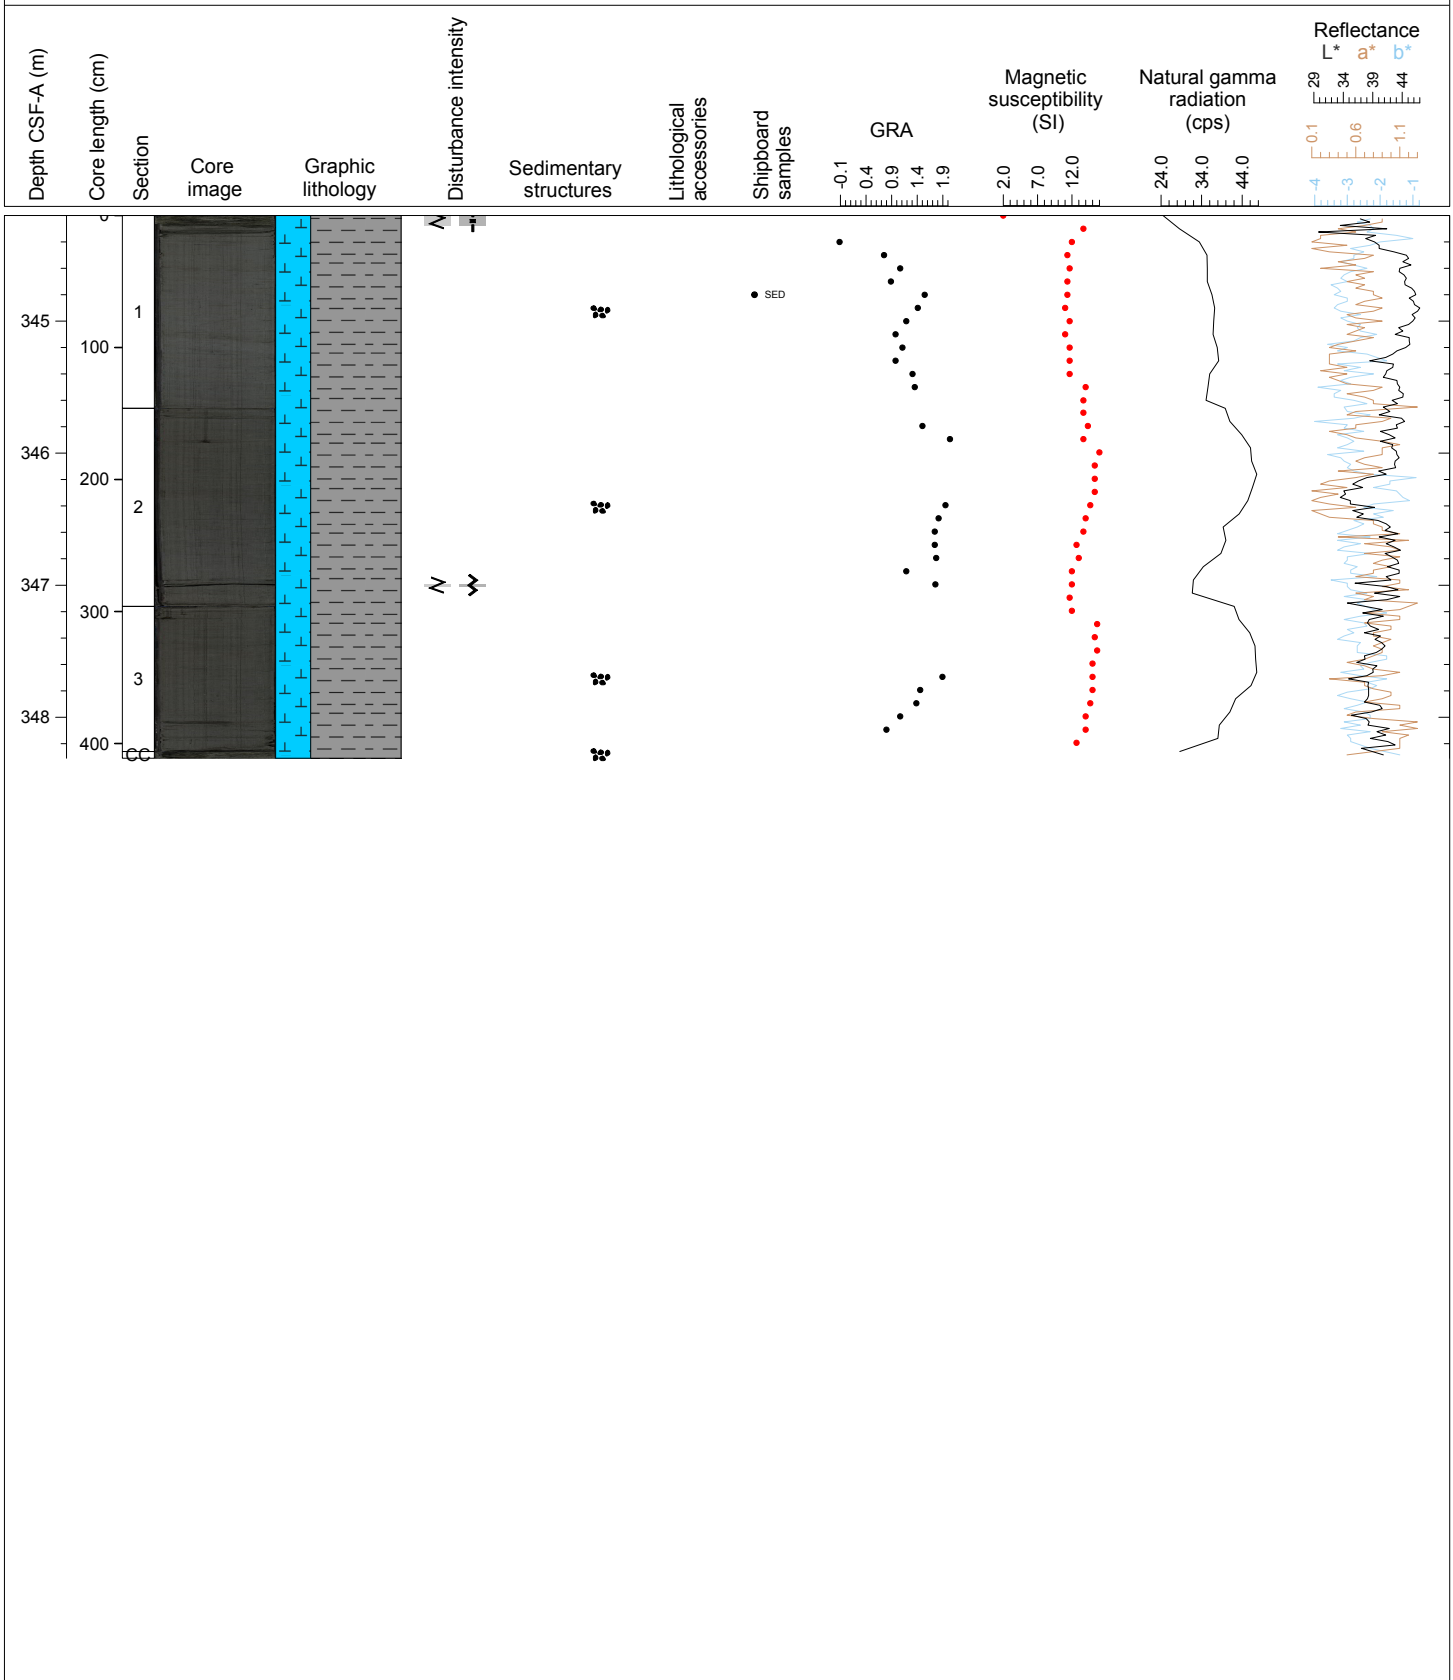 Depth CSF-A (m)
Core length (cm)
Section
Core
image
Graphic
lithology
Disturbance intensity
Sedimentary
structures
Lithological
accessories
Shipboard
samples
GRA
-0.1
0.4
0.9
1.4
1.9
Magnetic
susceptibility
(SI)
2.0
7.0
12.0
Natural gamma
radiation
(cps)
24.0
34.0
44.0
Reflectance
L* a* b*
29
34
39
44
0.1
0.6
1.1
-4
-3
-2
-1
0
SED
1
345
100
346
200
2
347
300
3
348
400
CC